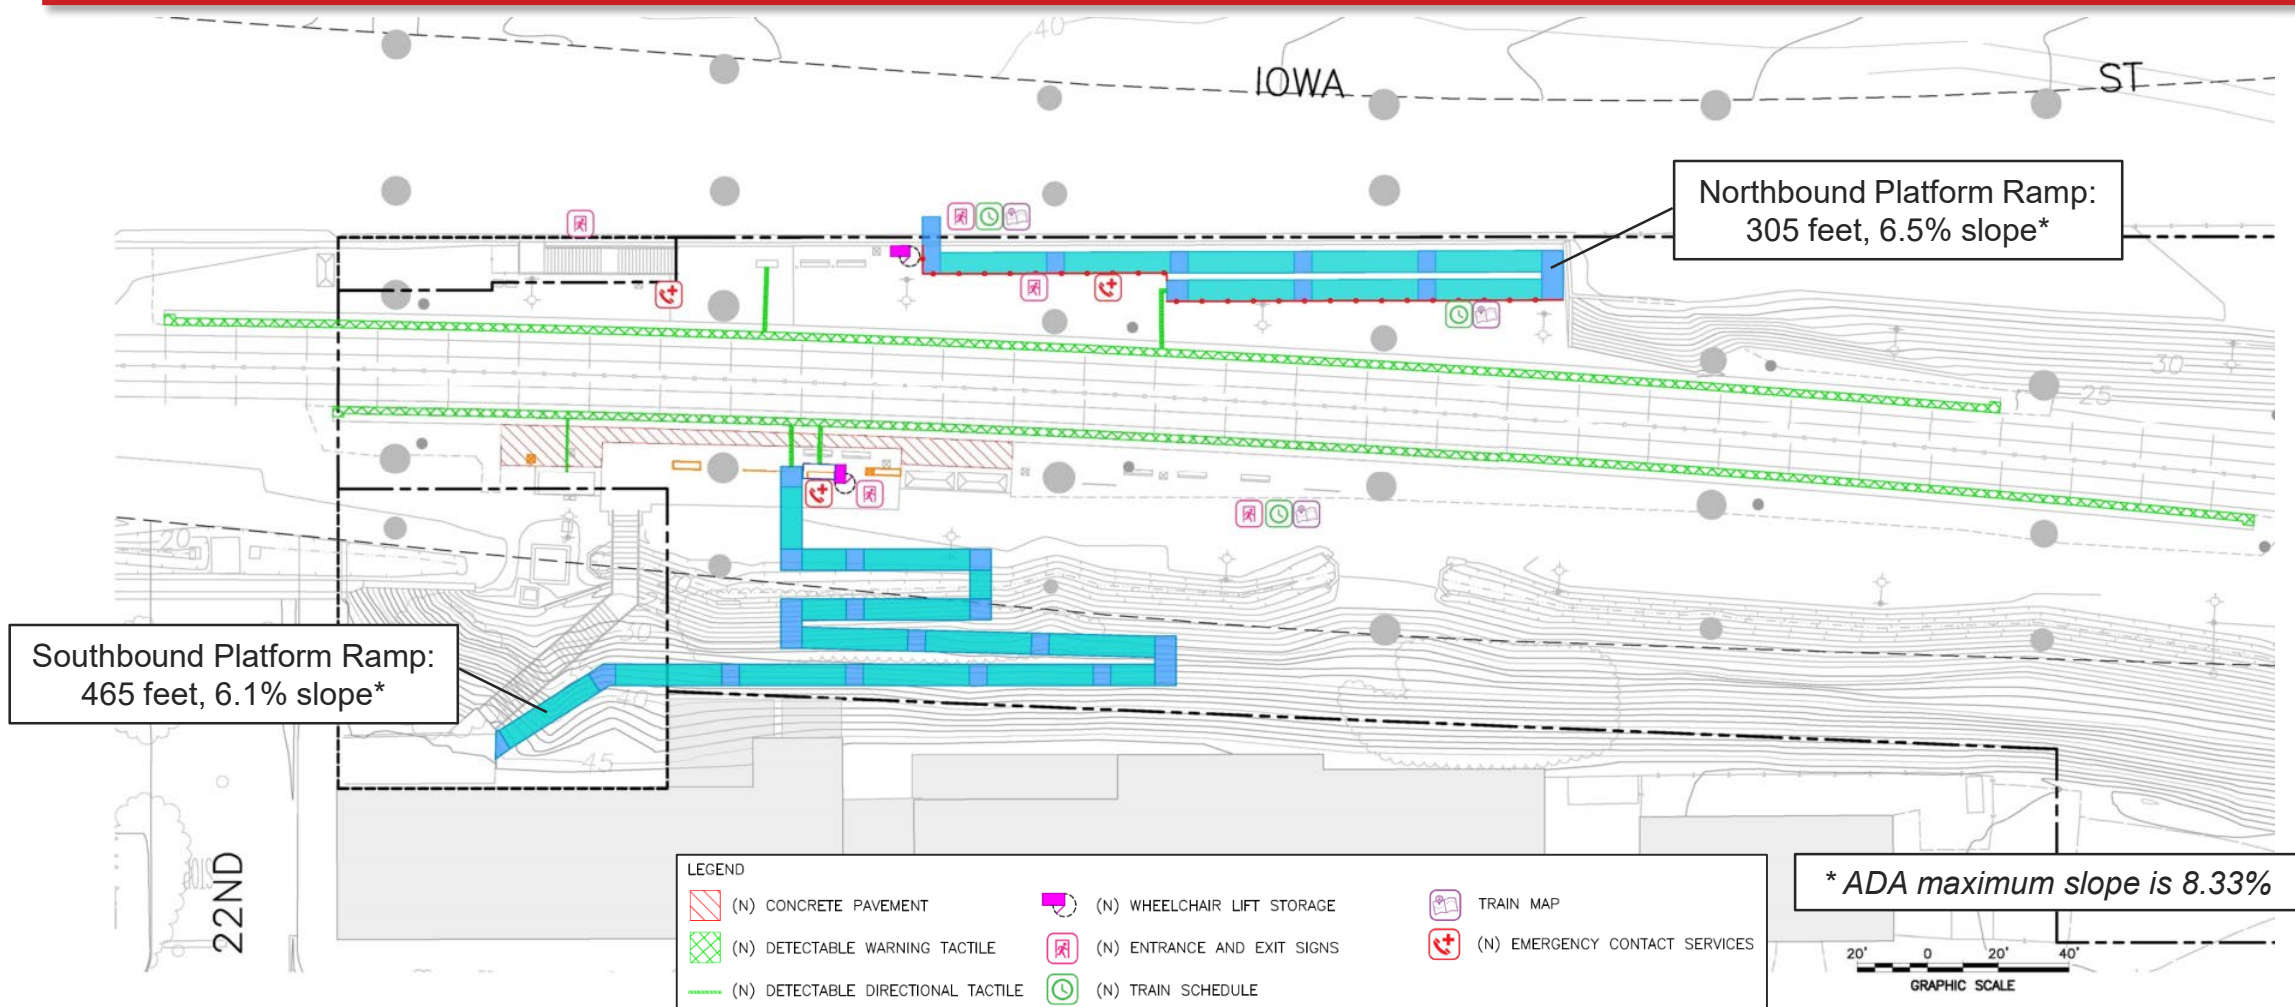 40
IOWA
ST
Northbound Platform Ramp:
305 feet, 6.5% slope*
30
25
20
30
Southbound Platform Ramp:
465 feet, 6.1% slope*
40
45
22ND
LEGEND
(N) CONCRETE PAVEMENT
(N) DETECTABLE WARNING TACTILE
(N) DETECTABLE DIRECTIONAL TACTILE
(N) WHEELCHAIR LIFT STORAGE
(N) ENTRANCE AND EXIT SIGNS
(N) TRAIN SCHEDULE
TRAIN MAP
(N) EMERGENCY CONTACT SERVICES
* ADA maximum slope is 8.33%
20' 0 20' 40'
GRAPHIC SCALE